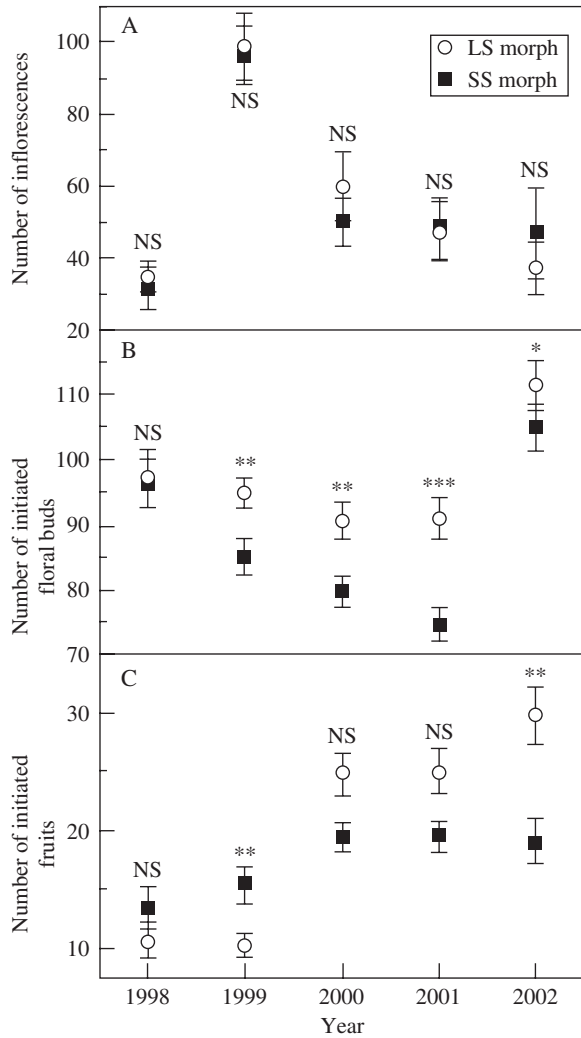 A
LS morph
SS morph
Number of inflorescences
100
80
60
40
20
NS
NS
NS
NS
NS
B
Number of initiated
floral buds
110
100
90
80
70
NS
**
**
***
*
C
Number of initiated
fruits
30
20
10
NS
**
NS
NS
**
1998 1999 2000 2001 2002
Year